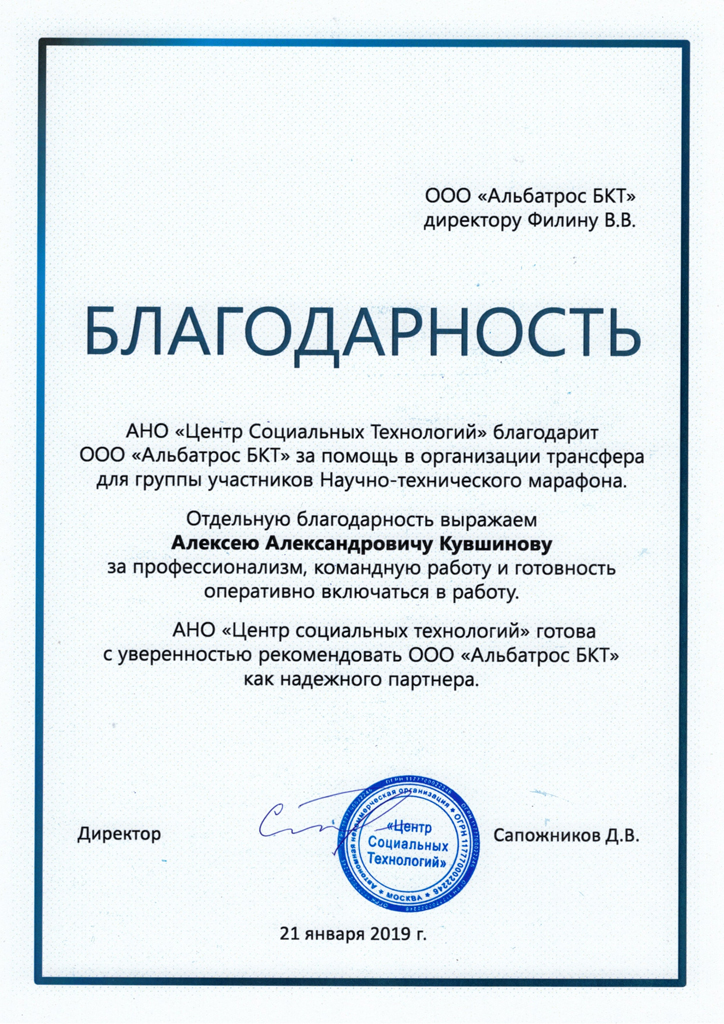 ООО «Альбатрос БКТ»
директору Филину В.В.
БЛАГОДАРНОСТЬ
АНО «Центр Социальных Технологий» благодарит
ООО «Альбатрос БКТ» за помощь в организации трансфера
для группы участников Научно-технического марафона.
Отдельную благодарность выражаем
Алексею Александровичу Кувшинову
за профессионализм, командную работу и готовность
оперативно включаться в работу.
АНО «Центр социальных технологий» готова
с уверенностью рекомендовать ООО «Альбатрос БКТ»
как надежного партнера.
Директор
Автономная некоммерческая организация * ОГРН 1177700022246
* МОСКВА *
«Центр
Социальных
Технологий»
Сапожников Д.В.
21 января 2019 г.